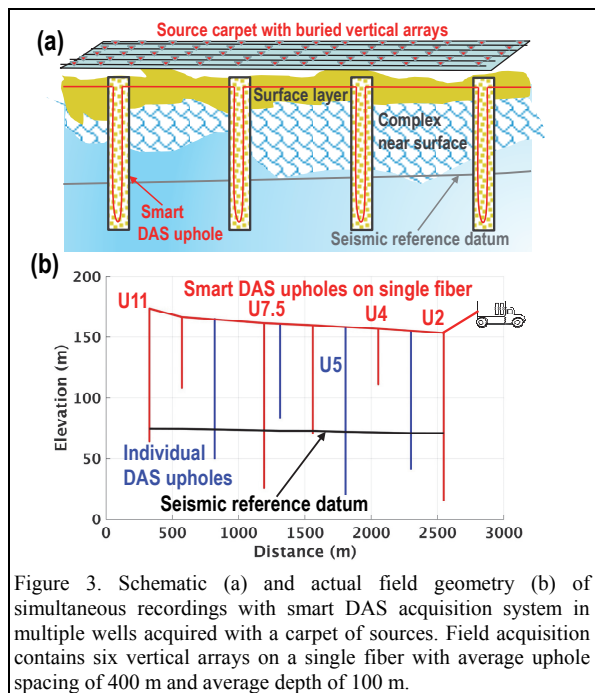 (a)
Source carpet with buried vertical arrays
Surface layer
Complex
near surface
Smart
DAS uphole
Seismic reference datum
(b)
200
150
100
50
0
Elevation (m)
Smart DAS upholes on single fiber
U11
U7.5
U4
U2
U5
Individual
DAS upholes
Seismic reference datum
0 500 1000 1500 2000 2500 3000
Distance (m)
Figure 3. Schematic (a) and actual field geometry (b) of
simultaneous recordings with smart DAS acquisition system in
multiple wells acquired with a carpet of sources. Field acquisition
contains six vertical arrays on a single fiber with average uphole
spacing of 400 m and average depth of 100 m.